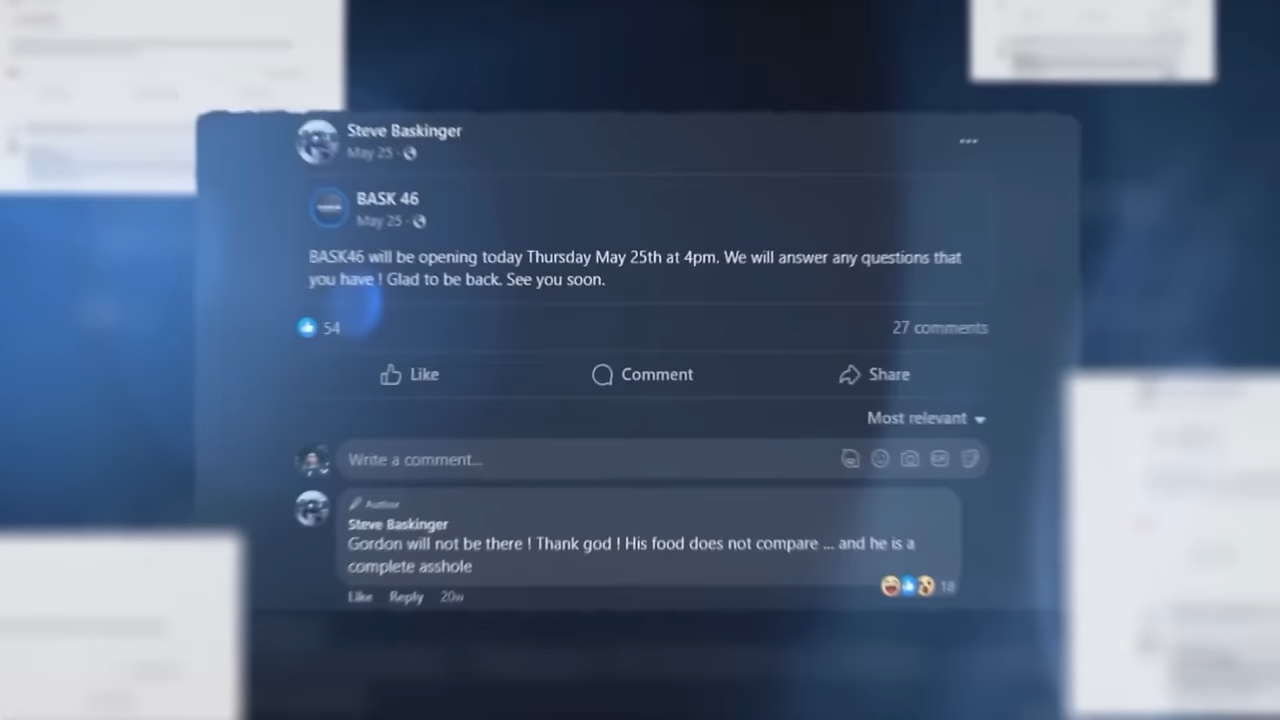 Steve Baskinger
May 25 ·
BASK 46
May 25 ·
BASK46 will be opening today Thursday May 25th at 4pm. We will answer any questions that
you have ! Glad to be back. See you soon.
54
27 comments
Like
Comment
Share
Most relevant
Write a comment...
Author
Steve Baskinger
Gordon will not be there ! Thank god ! His food does not compare ... and he is a
complete asshole
18
Like Reply 20w